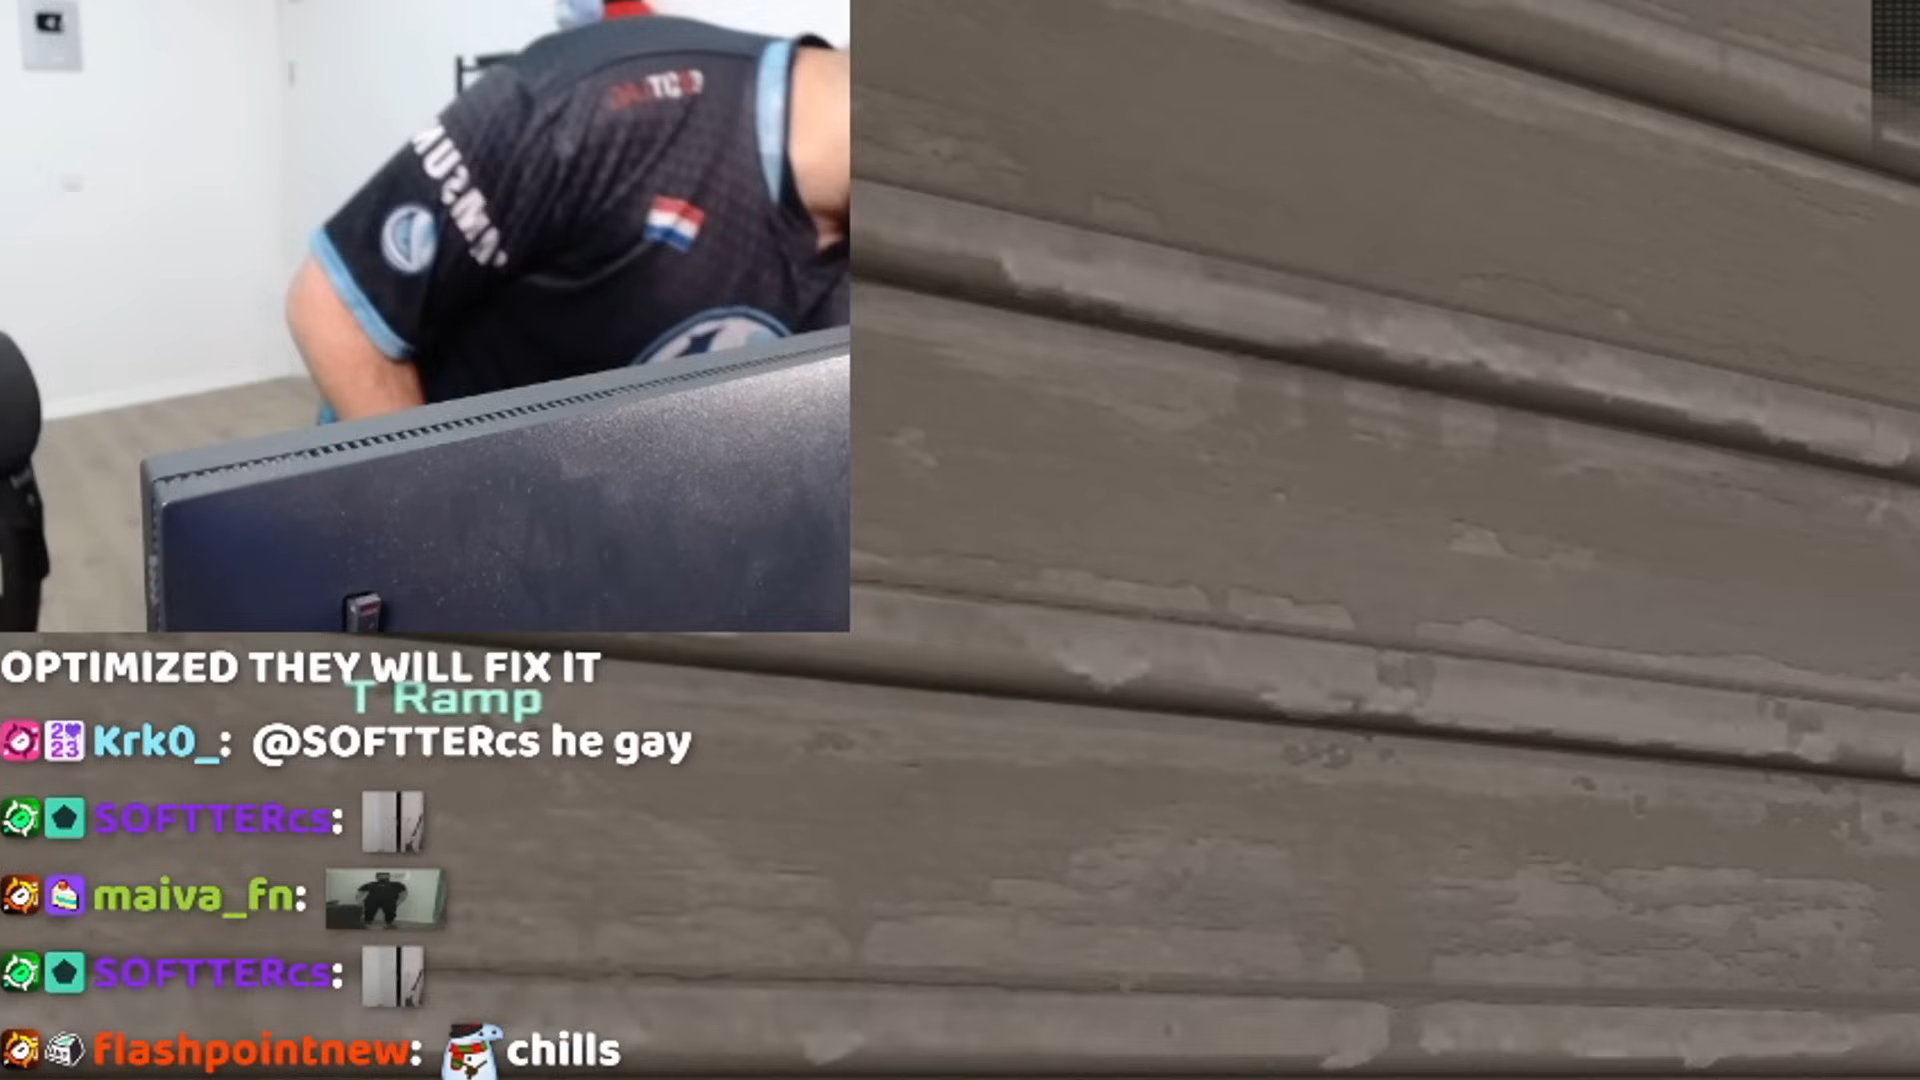 OPTIMIZED THEY WILL FIX IT
T Ramp
Krk0_: @SOFTTERcs he gay
SOFTTERcs:
maiva_fn:
SOFTTERcs:
flashpointnew: chills